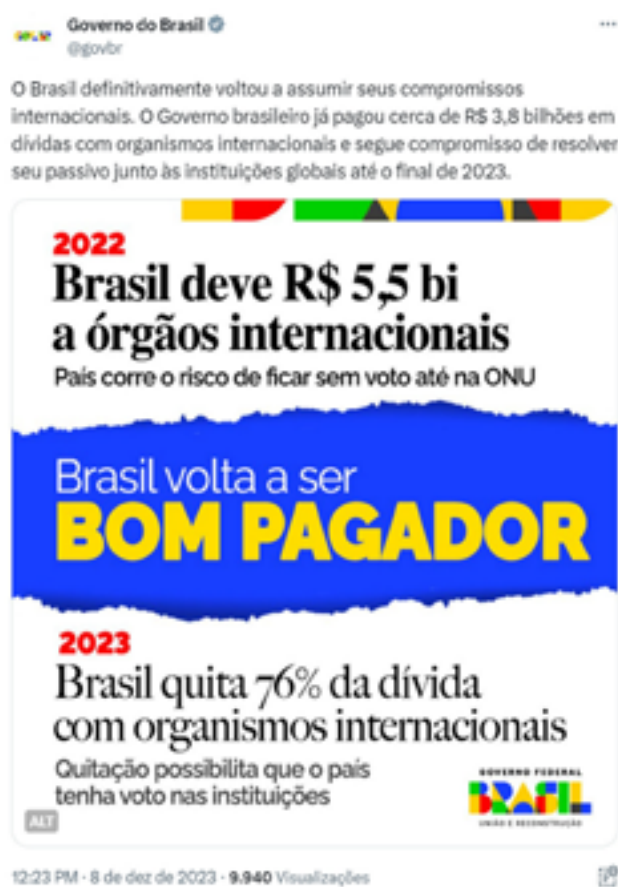 Governo do Brasil
@govbr
O Brasil definitivamente voltou a assumir seus compromissos
internacionais. O Governo brasileiro já pagou cerca de R$ 3,8 bilhões em
dívidas com organismos internacionais e segue compromisso de resolver
seu passivo junto às instituições globais até o final de 2023.
2022
Brasil deve R$ 5,5 bi
a órgãos internacionais
País corre o risco de ficar sem voto até na ONU
Brasil volta a ser
BOM PAGADOR
2023
Brasil quita 76% da dívida
com organismos internacionais
Quitação possibilita que o país
tenha voto nas instituições
GOVERNO FEDERAL
BRASIL
UNIÃO E RECONSTRUÇÃO
ALT
12:23 PM · 8 de dez de 2023 · 9.940 Visualizações